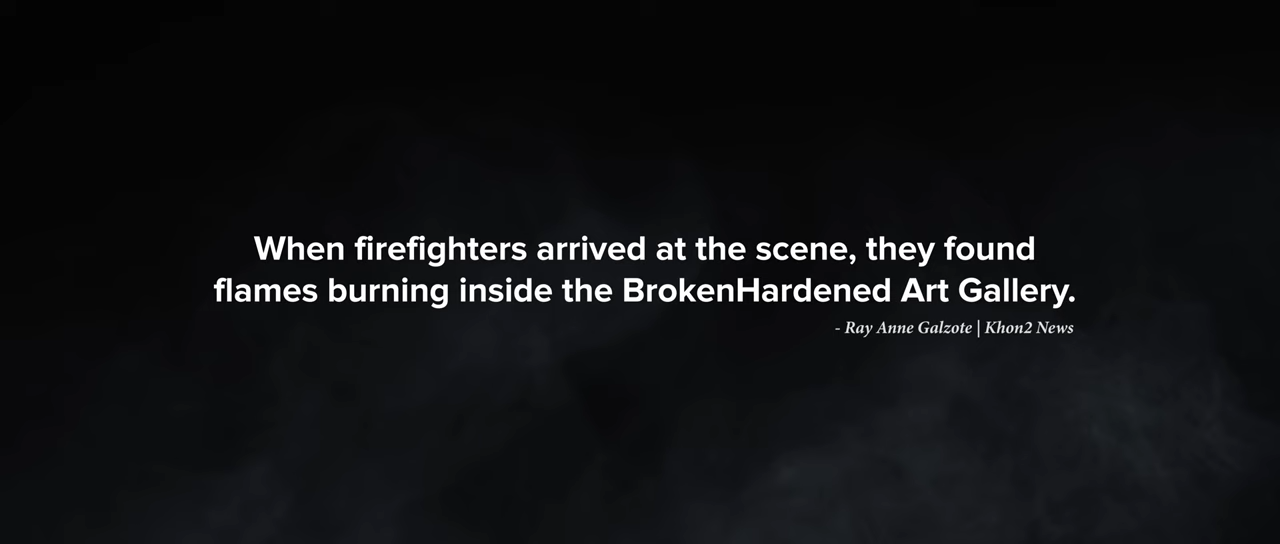 When firefighters arrived at the scene, they found
flames burning inside the BrokenHardened Art Gallery.
- Ray Anne Galzote | Khon2 News